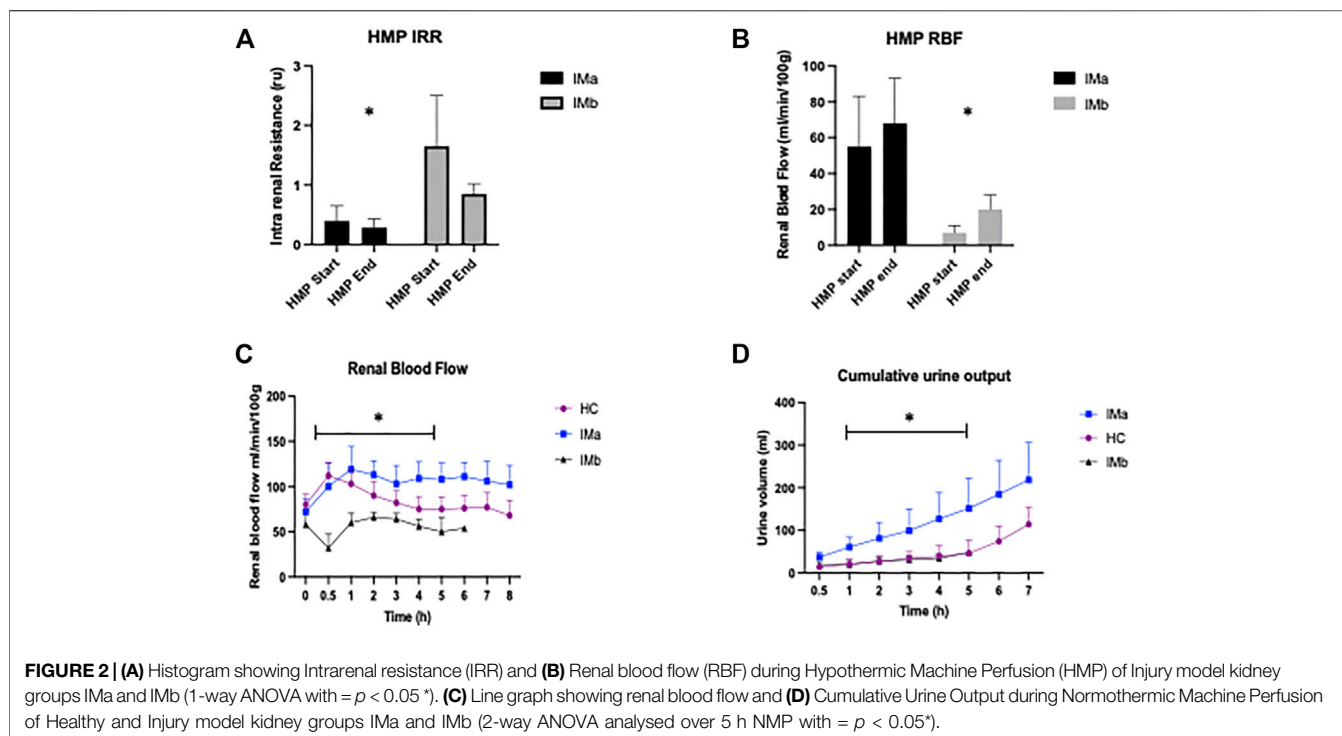 A
HMP IRR
Intra renal Resistance (ru)
3
2
1
0
*
HMP Start
HMP End
HMP Start
HMP End
IMa
IMb
B
HMP RBF
Renal Blod Flow (ml/min/100g)
100
80
60
40
20
0
*
HMP start
HMP end
HMP start
HMP end
IMa
IMb
C
Renal Blood Flow
Renal blood flow ml/min/100g
200
150
100
50
0
*
0 0.5 1 2 3 4 5 6 7 8
Time (h)
HC
IMa
IMb
D
Cumulative urine output
Urine volume (ml)
400
300
200
100
0
*
0.5 1 2 3 4 5 6 7
Time (h)
IMa
HC
IMb
FIGURE 2 | (A) Histogram showing Intrarenal resistance (IRR) and (B) Renal blood flow (RBF) during Hypothermic Machine Perfusion (HMP) of Injury model kidney
groups IMa and IMb (1-way ANOVA with = p < 0.05 *). (C) Line graph showing renal blood flow and (D) Cumulative Urine Output during Normothermic Machine Perfusion
of Healthy and Injury model kidney groups IMa and IMb (2-way ANOVA analysed over 5 h NMP with = p < 0.05*).